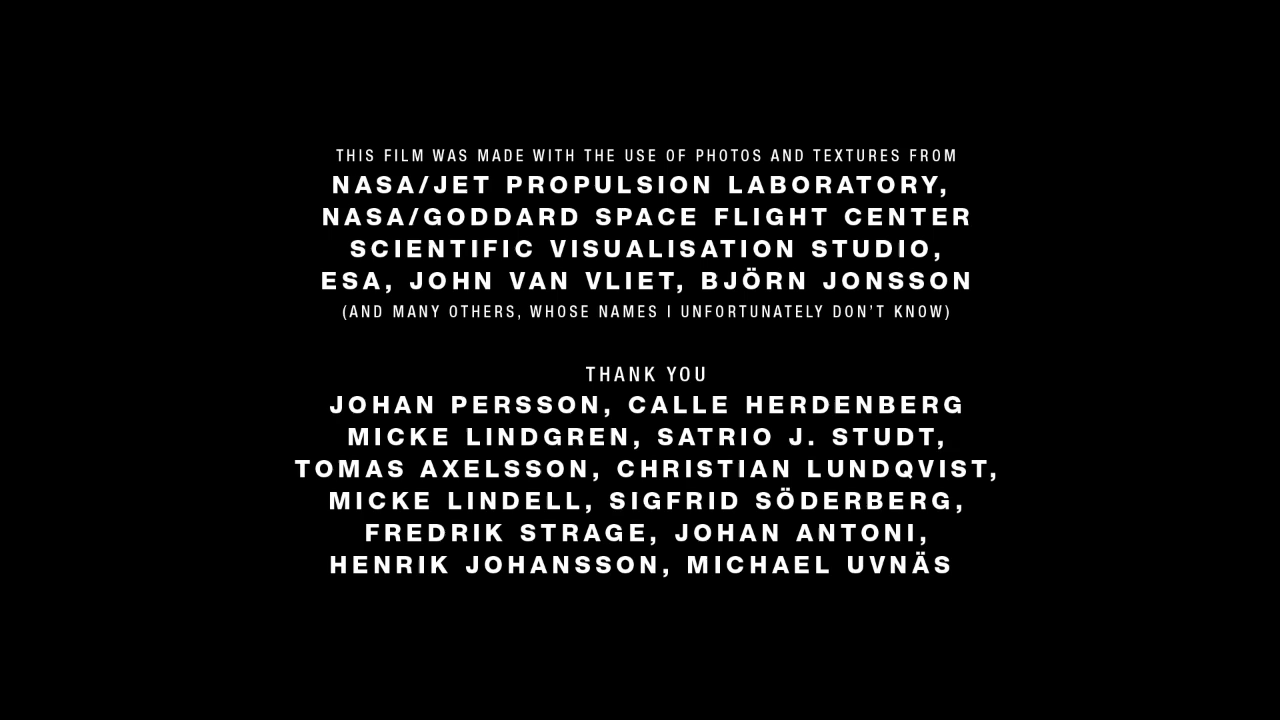 THIS FILM WAS MADE WITH THE USE OF PHOTOS AND TEXTURES FROM
NASA/JET PROPULSION LABORATORY,
NASA/GODDARD SPACE FLIGHT CENTER
SCIENTIFIC VISUALISATION STUDIO,
ESA, JOHN VAN VLIET, BJÖRN JONSSON
(AND MANY OTHERS, WHOSE NAMES I UNFORTUNATELY DON'T KNOW)
THANK YOU
JOHAN PERSSON, CALLE HERDENBERG
MICKE LINDGREN, SATRIO J. STUDT,
TOMAS AXELSSON, CHRISTIAN LUNDQVIST,
MICKE LINDELL, SIGFRID SÖDERBERG,
FREDRIK STRAGE, JOHAN ANTONI,
HENRIK JOHANSSON, MICHAEL UVNÄS